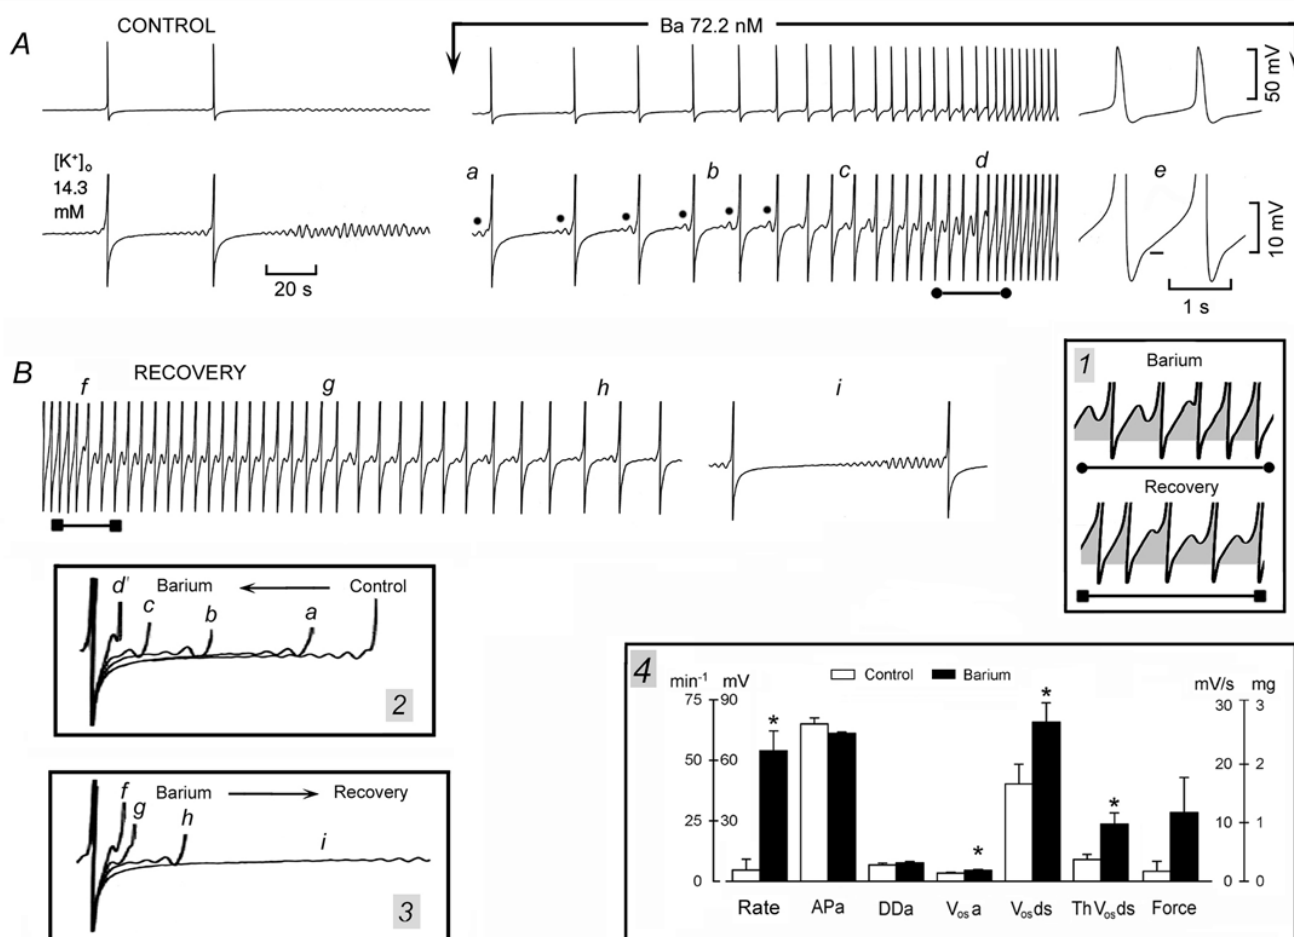 A CONTROL Ba 72.2 nM
50 mV
[K⁺]o
14.3
mM
a b c d e
10 mV
20 s
1 s
B RECOVERY
f g h i
1
Barium
Recovery
d' Barium Control
c b a
2
f Barium Recovery
g h i
3
4
Control Barium
min⁻¹ mV mV/s mg
75 90 30 3
50 60 20 2
25 30 10 1
0 0 0
* * * *
Rate APa DDa Vos a Vos ds Th Vos ds Force